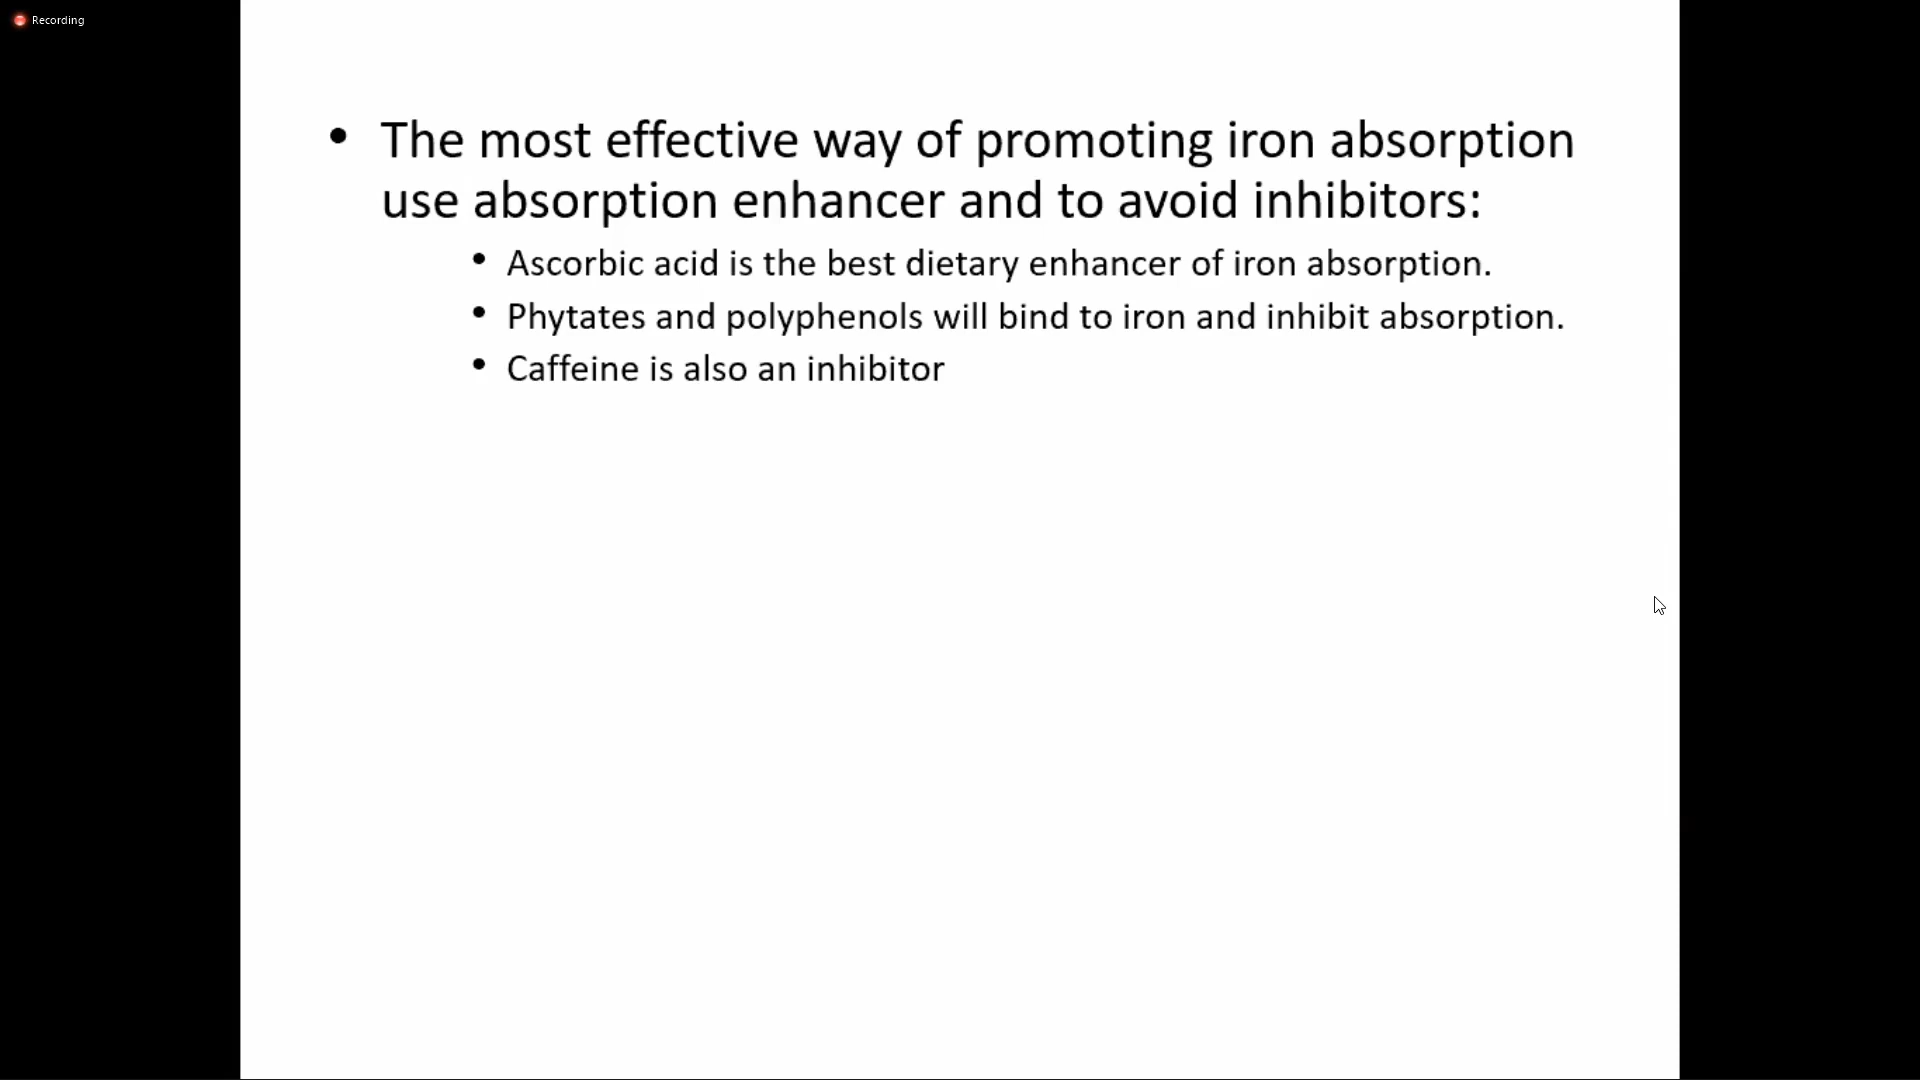 Recording
• The most effective way of promoting iron absorption
use absorption enhancer and to avoid inhibitors:
• Ascorbic acid is the best dietary enhancer of iron absorption.
• Phytates and polyphenols will bind to iron and inhibit absorption.
• Caffeine is also an inhibitor